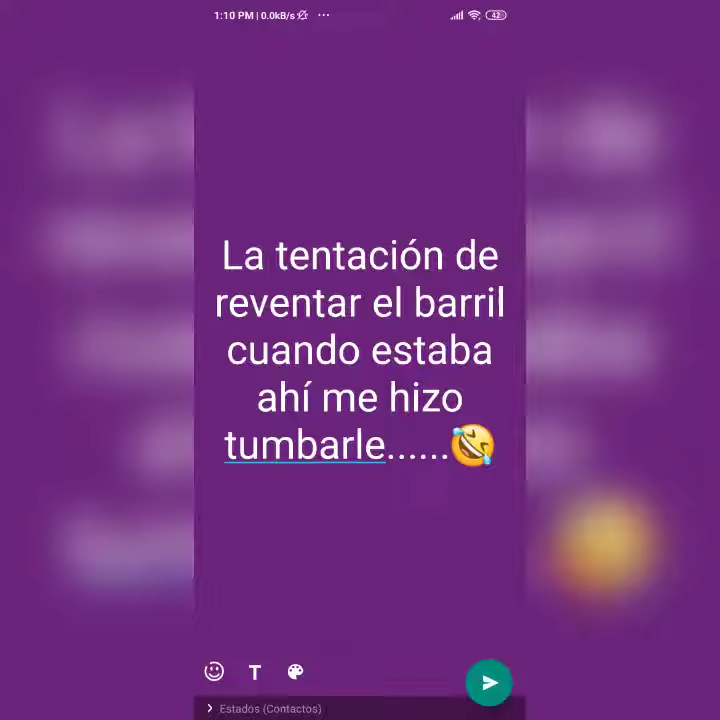 1:10 PM | 0.0kB/s ...
42
La tentación de
reventar el barril
cuando estaba
ahí me hizo
tumbarle......🤣
T
Estados (Contactos)